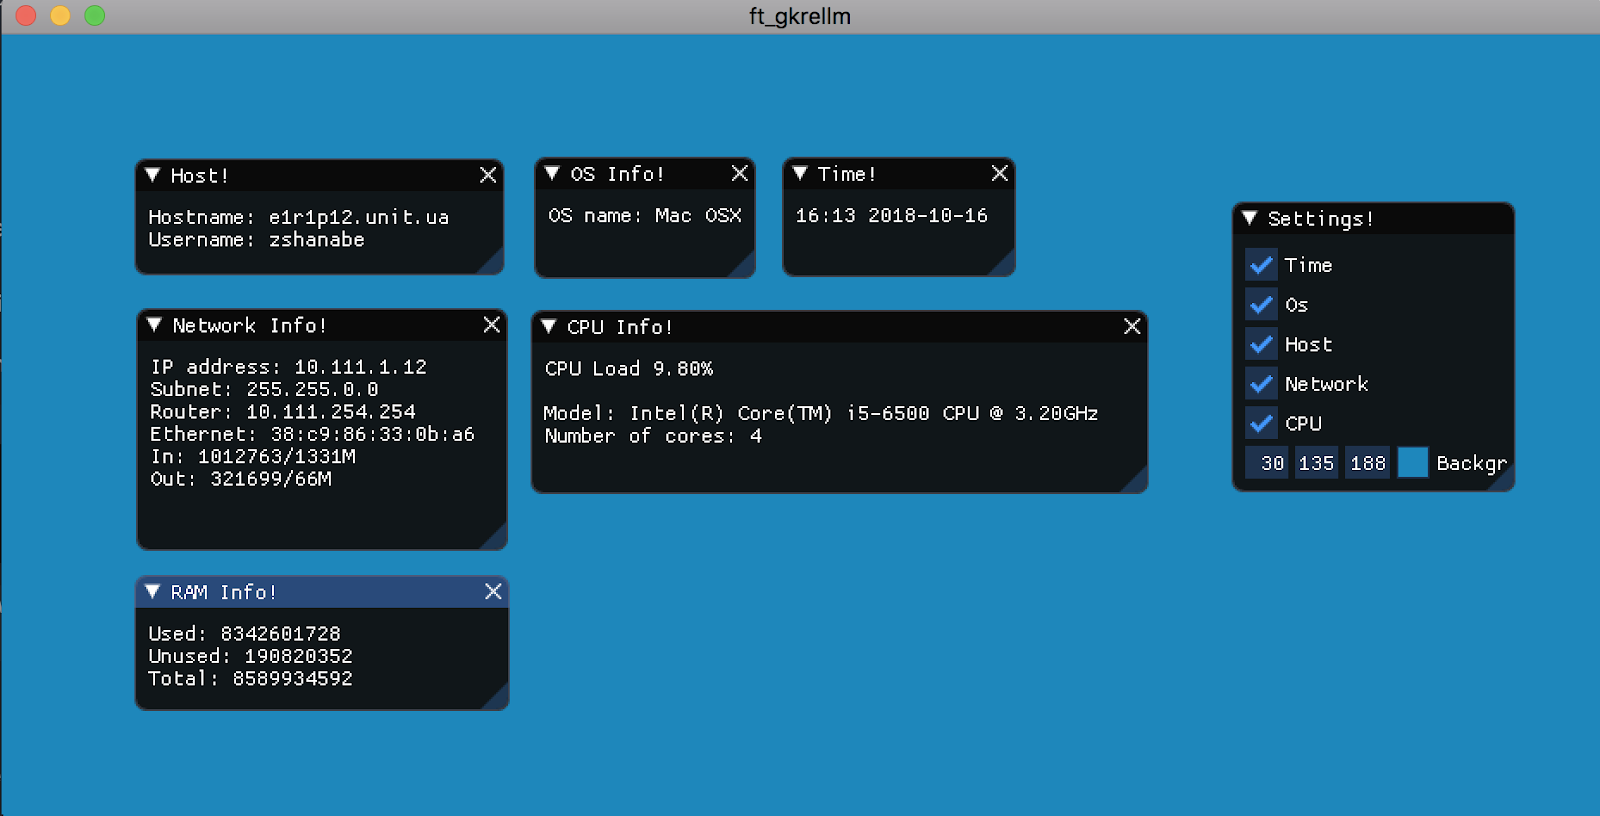 ft_gkrellm
Host!
Hostname: e1r1p12.unit.ua
Username: zshanabe
OS Info!
OS name: Mac OSX
Time!
16:13 2018-10-16
Settings!
Time
Os
Host
Network
CPU
30 135 188 Backgr
Network Info!
IP address: 10.111.1.12
Subnet: 255.255.0.0
Router: 10.111.254.254
Ethernet: 38:c9:86:33:0b:a6
In: 1012763/1331M
Out: 321699/66M
CPU Info!
CPU Load 9.80%
Model: Intel(R) Core(TM) i5-6500 CPU @ 3.20GHz
Number of cores: 4
RAM Info!
Used: 8342601728
Unused: 190820352
Total: 8589934592